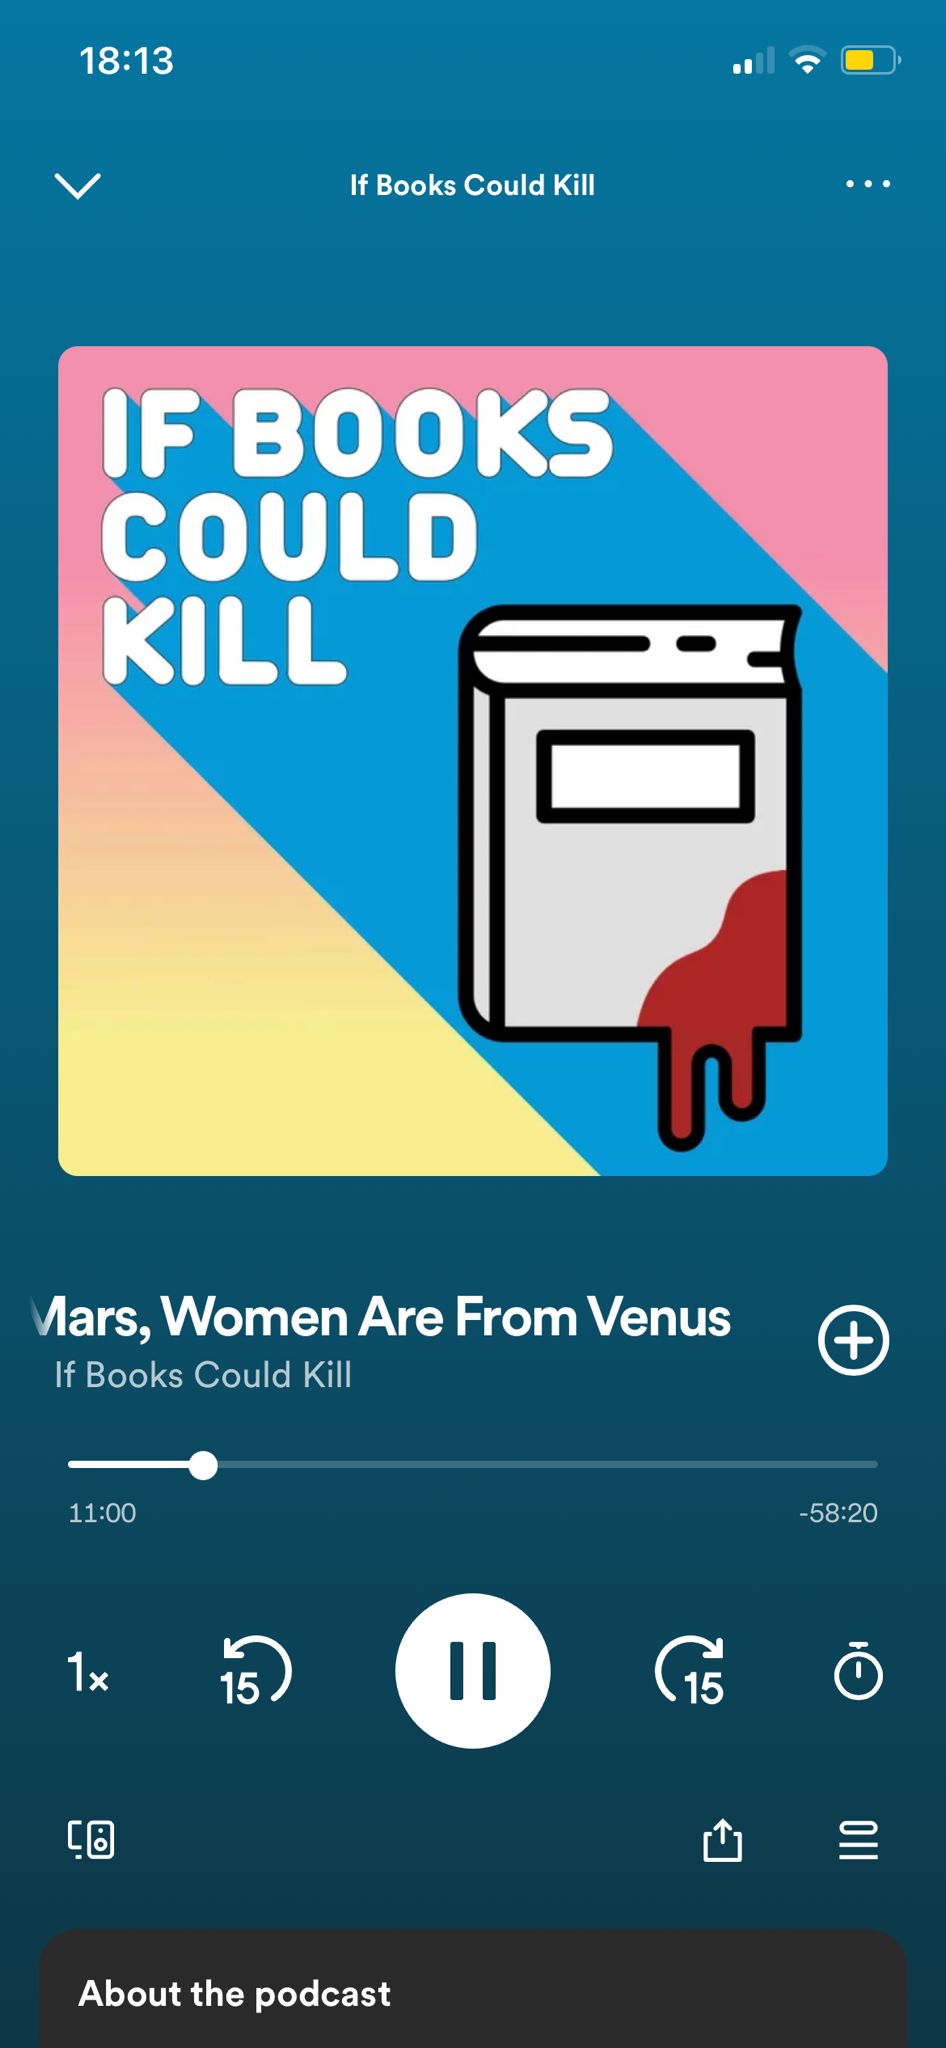 18:13
If Books Could Kill
IF BOOKS
COULD
KILL
Mars, Women Are From Venus
If Books Could Kill
11:00
-58:20
1x
15
15
About the podcast